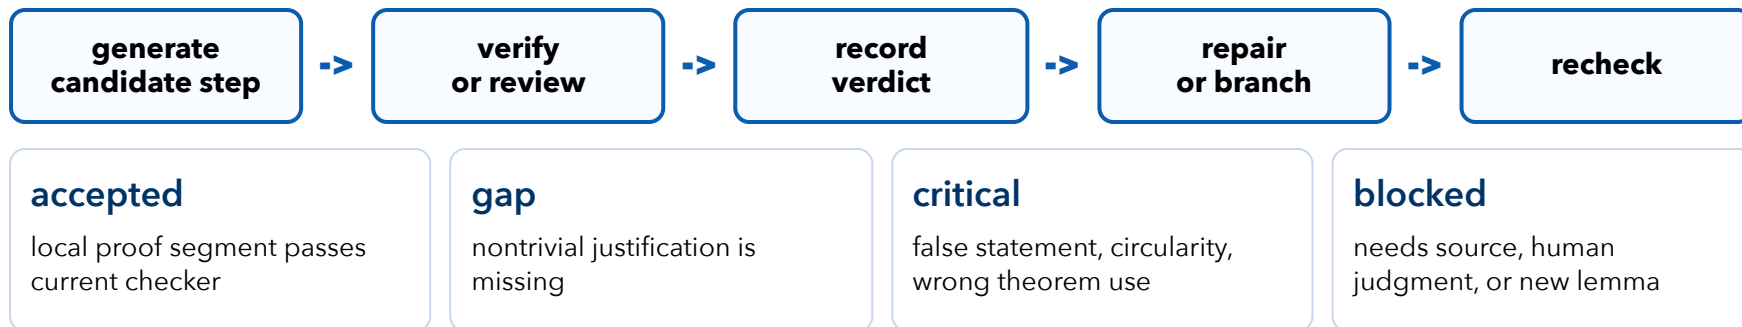 generate
candidate step
->
verify
or review
->
record
verdict
->
repair
or branch
->
recheck
accepted
local proof segment passes
current checker
gap
nontrivial justification is
missing
critical
false statement, circularity,
wrong theorem use
blocked
needs source, human
judgment, or new lemma